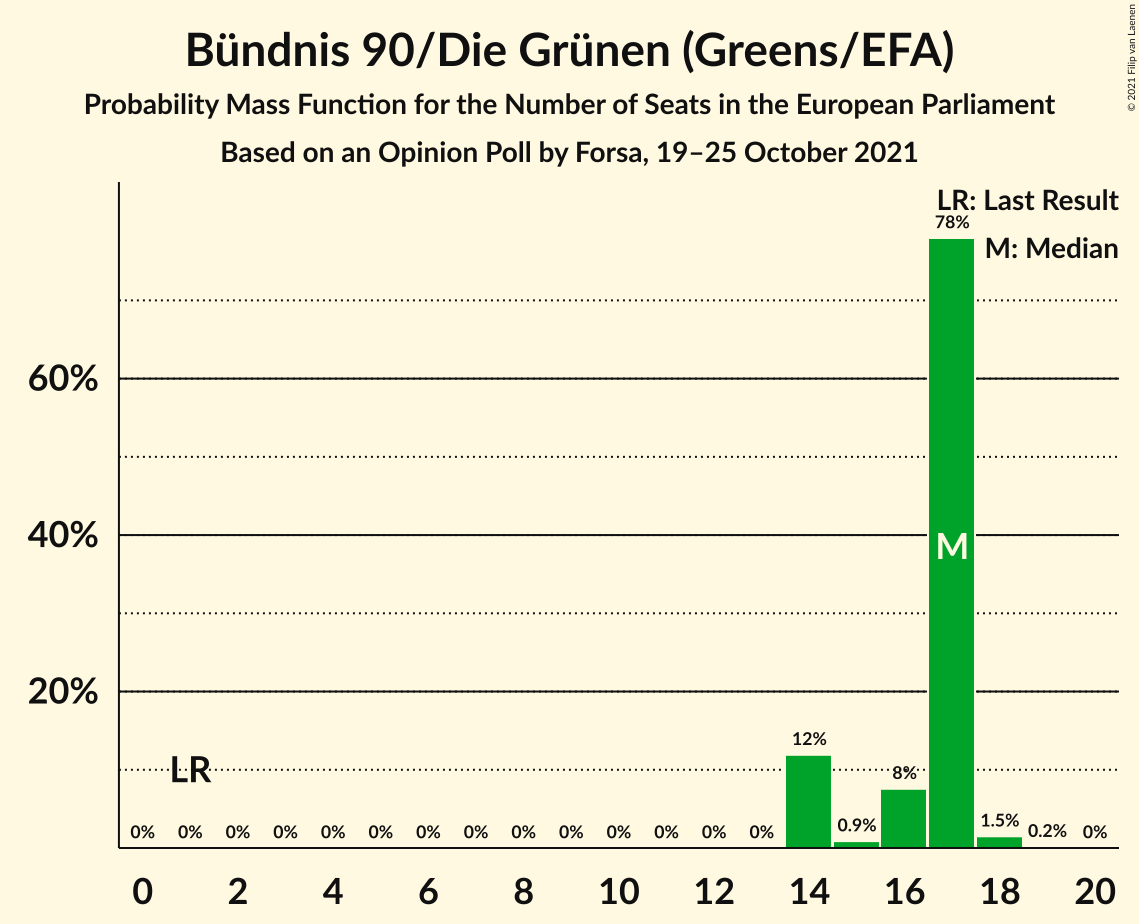 Bündnis 90/Die Grünen (Greens/EFA)
Probability Mass Function for the Number of Seats in the European Parliament
Based on an Opinion Poll by Forsa, 19–25 October 2021
© 2021 Filip van Laenen
LR: Last Result
M: Median
78%
60%
40%
20%
M
LR
12%
8%
0% 0% 0% 0% 0% 0% 0% 0% 0% 0% 0% 0% 0% 0% 0.9% 1.5% 0.2% 0%
0 2 4 6 8 10 12 14 16 18 20